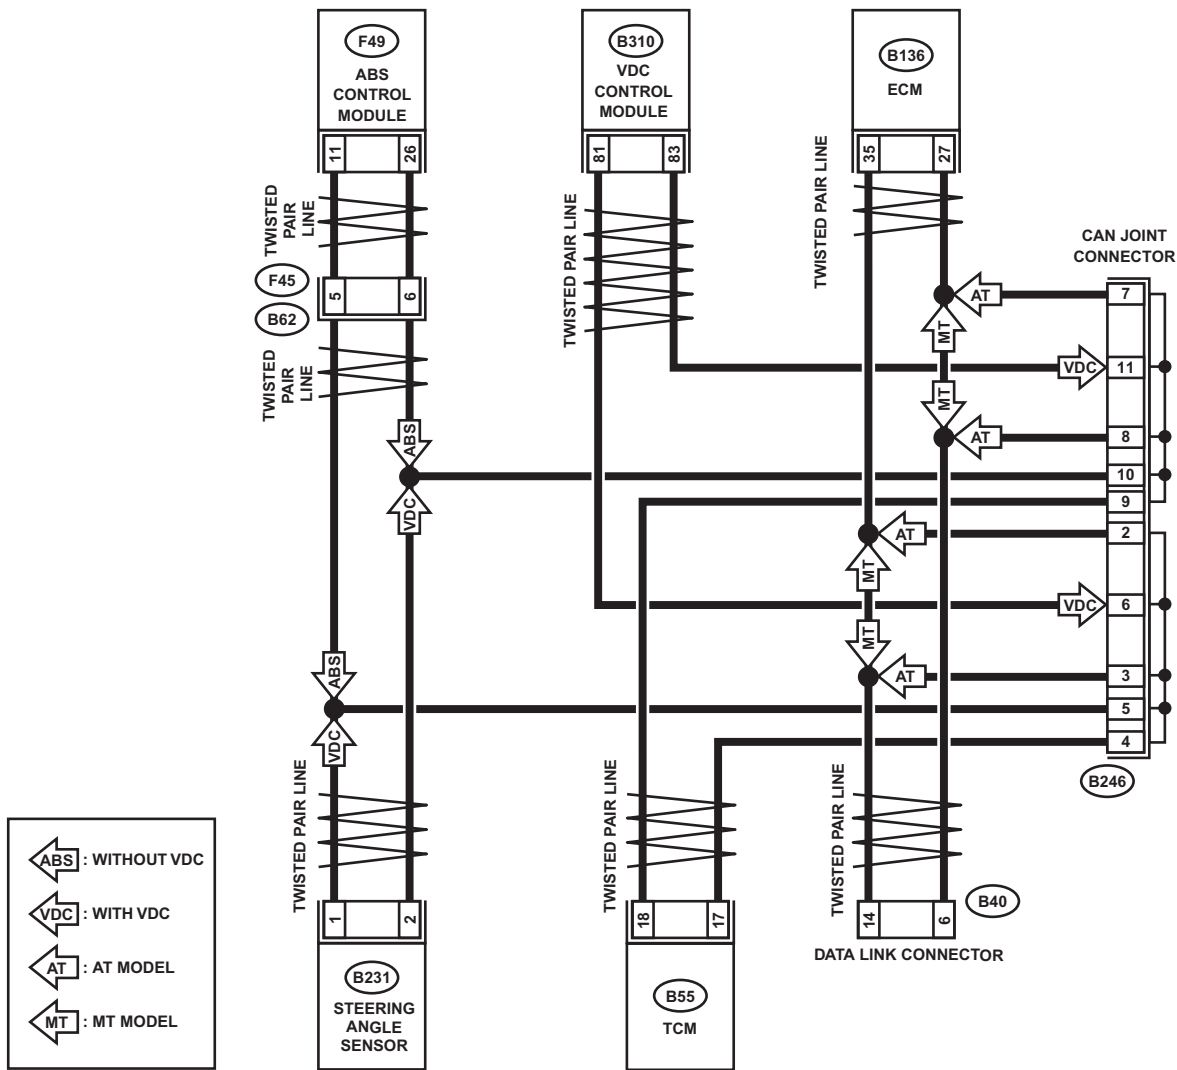 F49
ABS
CONTROL
MODULE
11
26
B310
VDC
CONTROL
MODULE
81
83
B136
ECM
35
27
TWISTED
PAIR
LINE
TWISTED PAIR LINE
TWISTED PAIR LINE
CAN JOINT
CONNECTOR
F45
B62
5
6
TWISTED
PAIR
LINE
AT
7
MT
VDC
11
MT
AT
8
ABS
10
VDC
9
AT
2
MT
VDC
6
MT
AT
3
ABS
5
VDC
4
B246
TWISTED PAIR LINE
TWISTED PAIR LINE
TWISTED PAIR LINE
1
2
B231
STEERING
ANGLE
SENSOR
18
17
B55
TCM
14
6
B40
DATA LINK CONNECTOR
ABS : WITHOUT VDC
VDC : WITH VDC
AT : AT MODEL
MT : MT MODEL